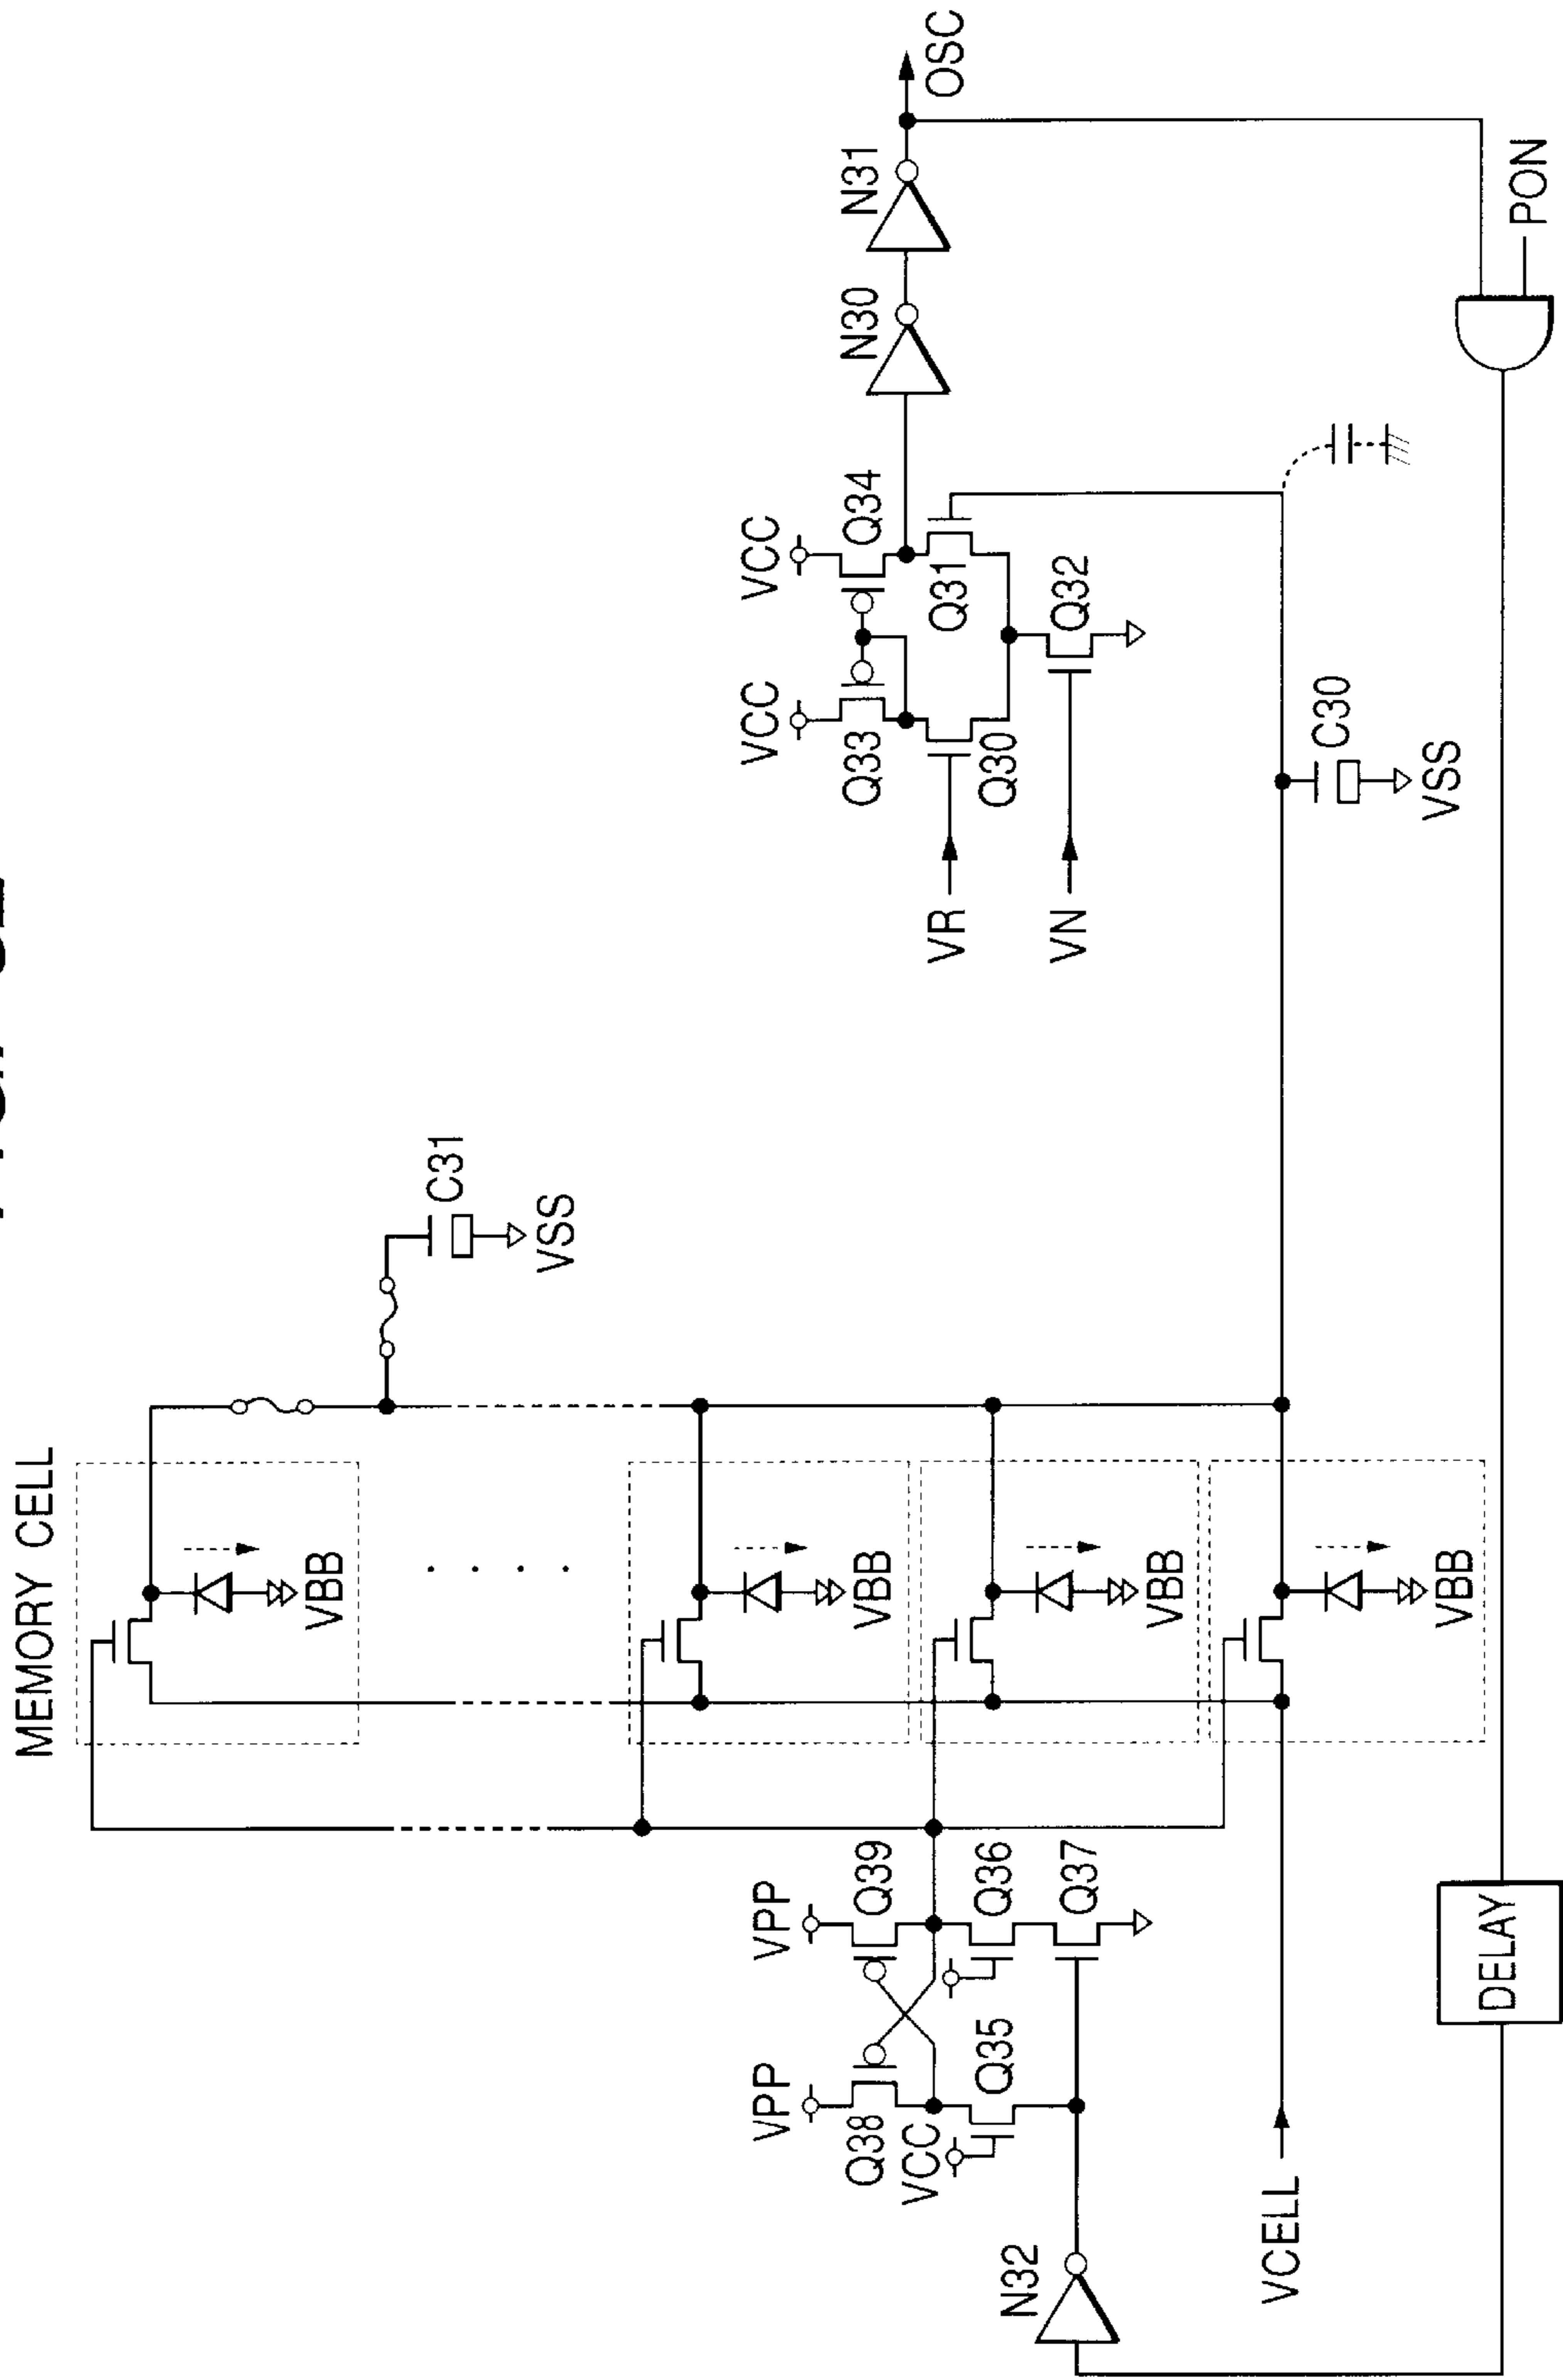 MEMORY CELL
C31
VSS
VBB
VBB
VBB
VBB
VPP
VPP
Q38
Q39
VCC
Q35
Q36
Q37
N32
VCELL
DELAY
VCC
VCC
Q33
Q34
VR
Q30
Q31
VN
Q32
C30
VSS
N30
N31
OSC
PON